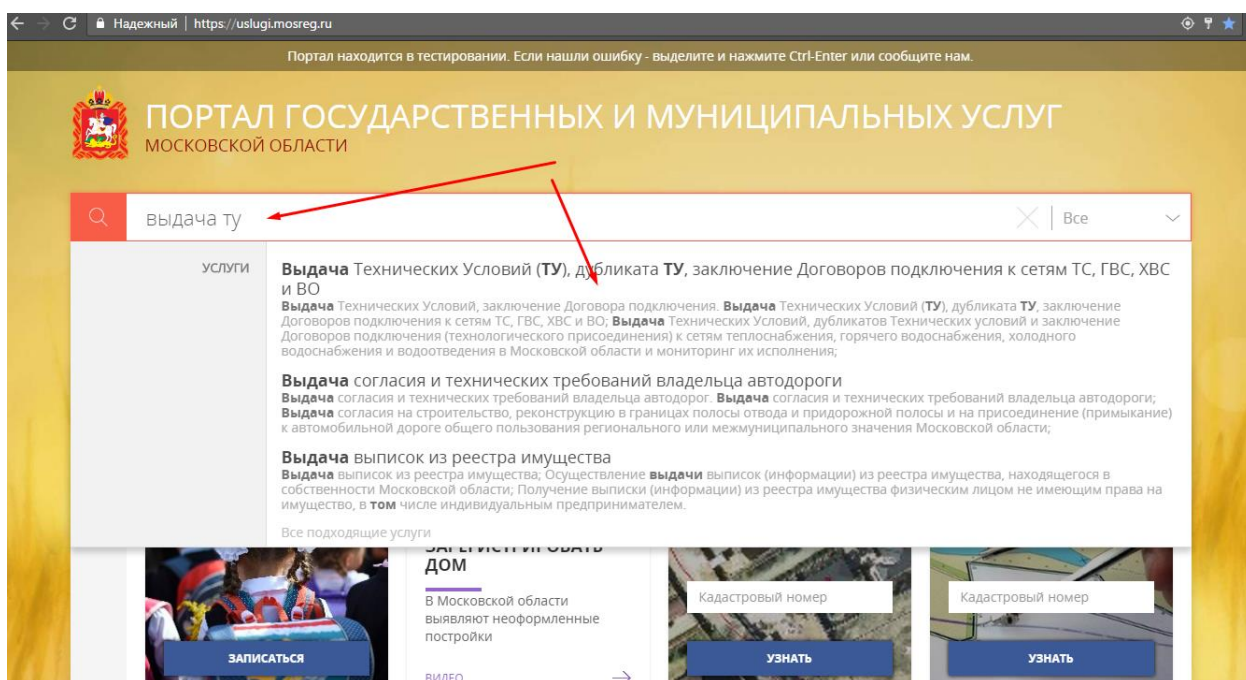 Надежный | https://uslugi.mosreg.ru
Портал находится в тестировании. Если нашли ошибку - выделите и нажмите Ctrl-Enter или сообщите нам.
ПОРТАЛ ГОСУДАРСТВЕННЫХ И МУНИЦИПАЛЬНЫХ УСЛУГ
МОСКОВСКОЙ ОБЛАСТИ
выдача ту
Все
УСЛУГИ
Выдача Технических Условий (ТУ), дубликата ТУ, заключение Договоров подключения к сетям ТС, ГВС, ХВС
и ВО
Выдача Технических Условий, заключение Договора подключения. Выдача Технических Условий (ТУ), дубликата ТУ, заключение
Договоров подключения к сетям ТС, ГВС, ХВС и ВО; Выдача Технических Условий, дубликатов Технических условий и заключение
Договоров подключения (технологического присоединения) к сетям теплоснабжения, горячего водоснабжения, холодного
водоснабжения и водоотведения в Московской области и мониторинг их исполнения;
Выдача согласия и технических требований владельца автодороги
Выдача согласия и технических требований владельца автодорог. Выдача согласия и технических требований владельца автодороги;
Выдача согласия на строительство, реконструкцию в границах полосы отвода и придорожной полосы и на присоединение (примыкание)
к автомобильной дороге общего пользования регионального или межмуниципального значения Московской области;
Выдача выписок из реестра имущества
Выдача выписок из реестра имущества; Осуществление выдачи выписок (информации) из реестра имущества, находящегося в
собственности Московской области; Получение выписки (информации) из реестра имущества физическим лицом не имеющим права на
имущество, в том числе индивидуальным предпринимателем.
Все подходящие услуги
ЗАРЕГИСТРИРОВАТЬ
ДОМ
В Московской области
выявляют неоформленные
постройки
ВИДЕО
ЗАПИСАТЬСЯ
Кадастровый номер
УЗНАТЬ
Кадастровый номер
УЗНАТЬ